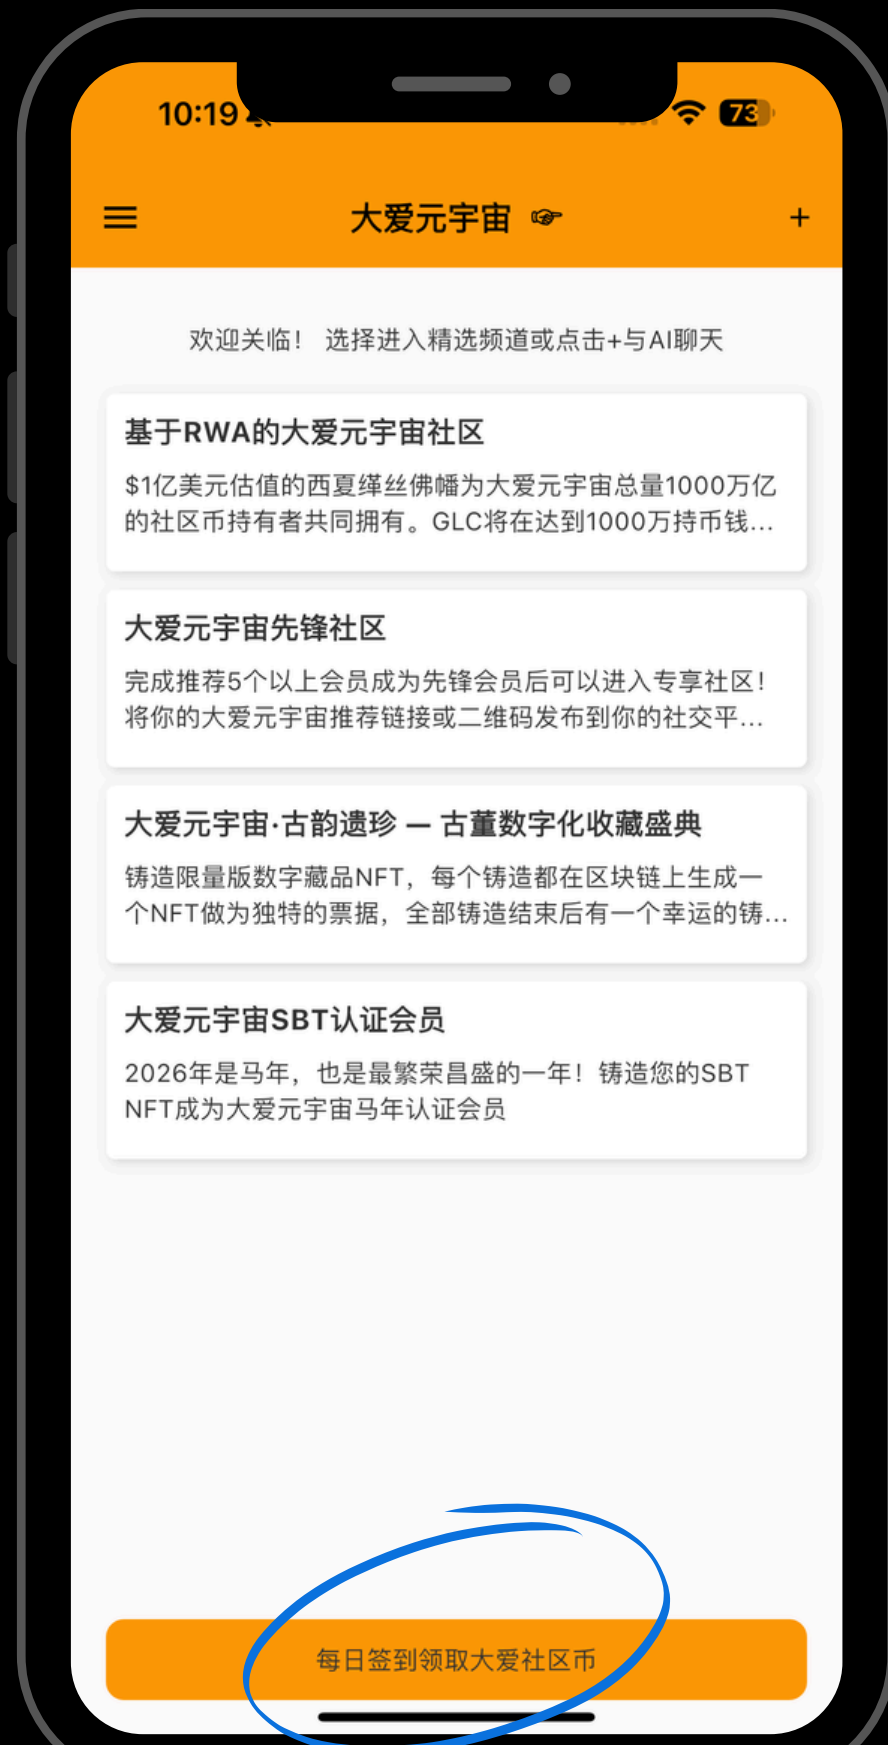 10:19
73
大爱元宇宙 👉
+
欢迎关临！ 选择进入精选频道或点击+与AI聊天
基于RWA的大爱元宇宙社区
$1亿美元估值的西夏缂丝佛幡为大爱元宇宙总量1000万亿
的社区币持有者共同拥有。GLC将在达到1000万持币钱...
大爱元宇宙先锋社区
完成推荐5个以上会员成为先锋会员后可以进入专享社区！
将你的大爱元宇宙推荐链接或二维码发布到你的社交平...
大爱元宇宙·古韵遗珍 — 古董数字化收藏盛典
铸造限量版数字藏品NFT，每个铸造都在区块链上生成一
个NFT做为独特的票据，全部铸造结束后有一个幸运的铸...
大爱元宇宙SBT认证会员
2026年是马年，也是最繁荣昌盛的一年！铸造您的SBT
NFT成为大爱元宇宙马年认证会员
每日签到领取大爱社区币